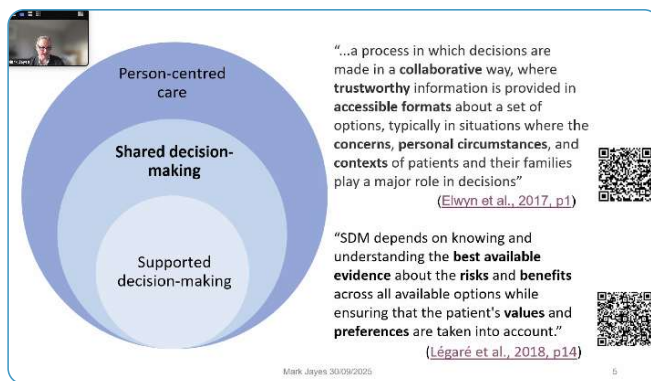 Person-centred
care
Shared decision-
making
Supported
decision-making
“...a process in which decisions are
made in a collaborative way, where
trustworthy information is provided in
accessible formats about a set of
options, typically in situations where the
concerns, personal circumstances, and
contexts of patients and their families
play a major role in decisions”
(Elwyn et al., 2017, p1)
“SDM depends on knowing and
understanding the best available
evidence about the risks and benefits
across all available options while
ensuring that the patient's values and
preferences are taken into account.”
(Légaré et al., 2018, p14)
Mark Jayes 30/09/2025
5